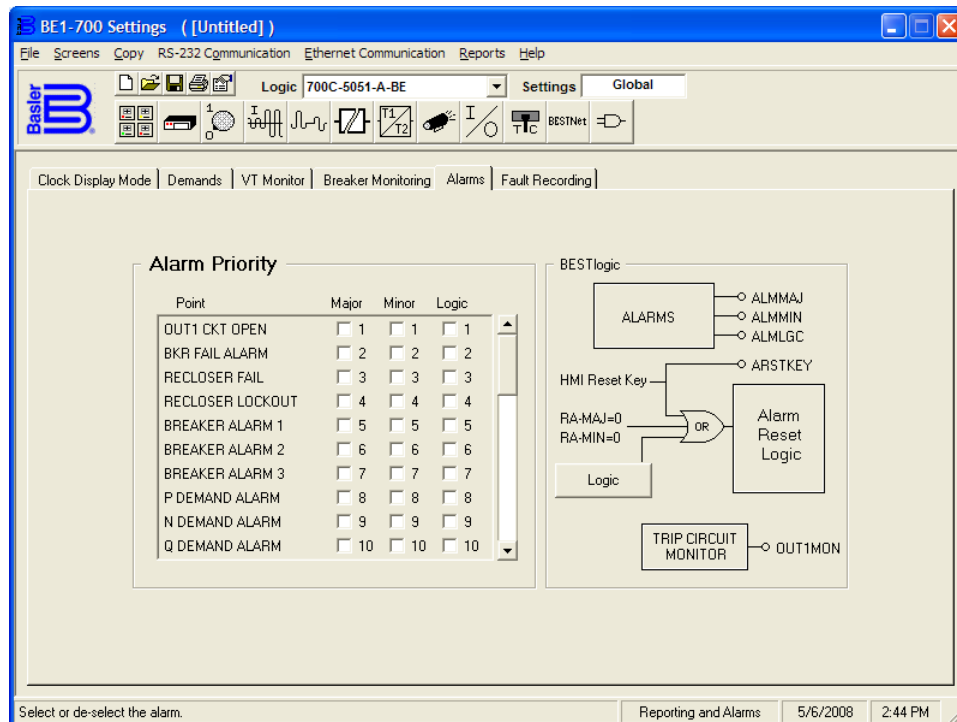 BE1-700 Settings ( [Untitled] )
File Screens Copy RS-232 Communication Ethernet Communication Reports Help
Basler
Logic 700C-5051-A-BE Settings Global
1 0 I T1 T2 I O T C BESTNet
Clock Display Mode Demands VT Monitor Breaker Monitoring Alarms Fault Recording
Alarm Priority
Point Major Minor Logic
OUT1 CKT OPEN 1 1 1
BKR FAIL ALARM 2 2 2
RECLOSER FAIL 3 3 3
RECLOSER LOCKOUT 4 4 4
BREAKER ALARM 1 5 5 5
BREAKER ALARM 2 6 6 6
BREAKER ALARM 3 7 7 7
P DEMAND ALARM 8 8 8
N DEMAND ALARM 9 9 9
Q DEMAND ALARM 10 10 10
BESTlogic
ALARMS
ALMMAJ
ALMMIN
ALMLGC
ARSTKEY
HMI Reset Key
RA-MAJ=0
RA-MIN=0
OR
Alarm
Reset
Logic
Logic
TRIP CIRCUIT
MONITOR
OUT1MON
Select or de-select the alarm. Reporting and Alarms 5/6/2008 2:44 PM